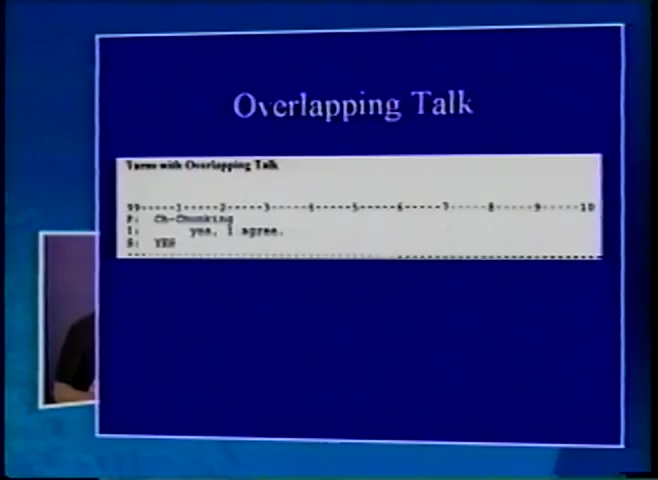 Overlapping Talk
Turns with Overlapping Talk
99-----1-----2-----3-----4-----5-----6-----7-----8-----9-----10
P: Ch-Chunking
I: yes, I agree.
S: YES